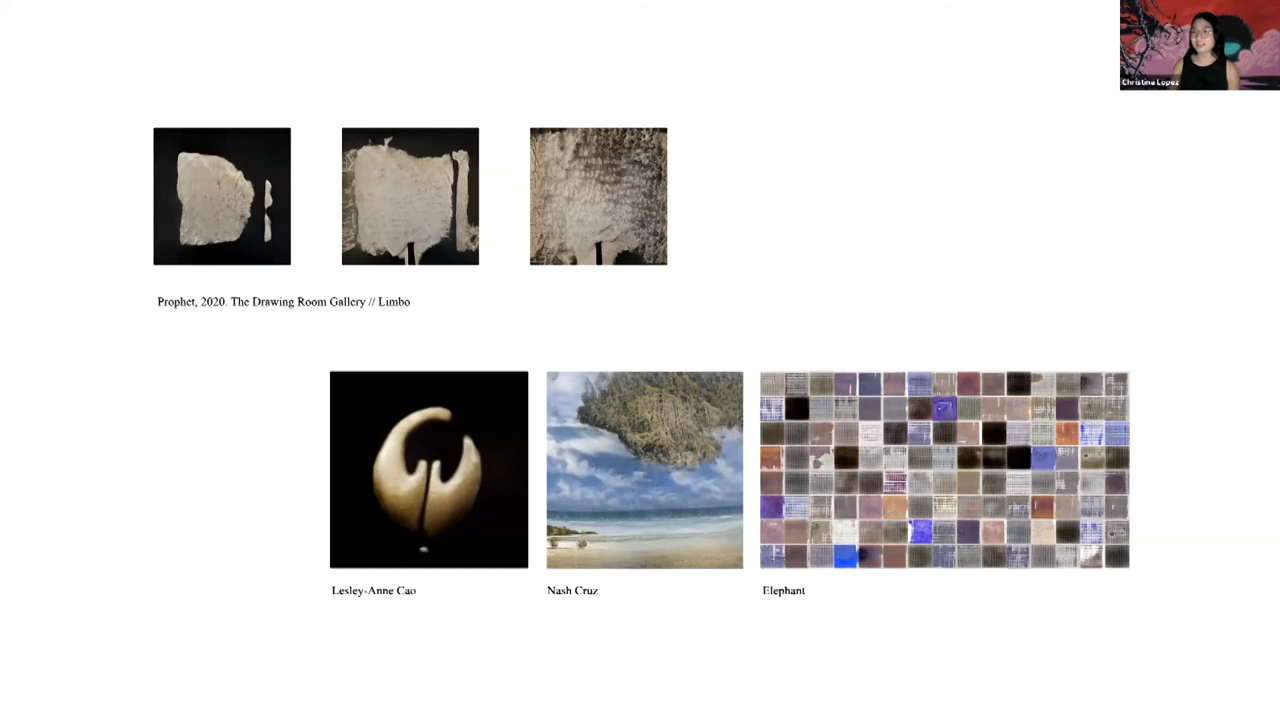 Christina Lopez
Prophet, 2020. The Drawing Room Gallery // Limbo
Lesley-Anne Cao
Nash Cruz
Elephant